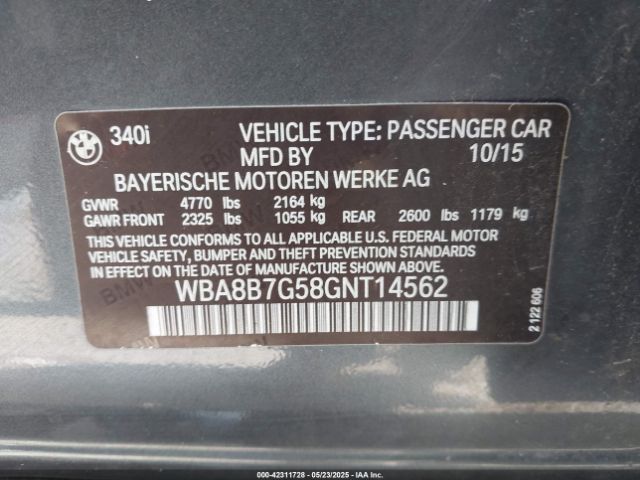 BMW 340i VEHICLE TYPE: PASSENGER CAR
MFD BY 10/15
BAYERISCHE MOTOREN WERKE AG
GVWR 4770 lbs 2164 kg
GAWR FRONT 2325 lbs 1055 kg REAR 2600 lbs 1179 kg
THIS VEHICLE CONFORMS TO ALL APPLICABLE U.S. FEDERAL MOTOR
VEHICLE SAFETY, BUMPER AND THEFT PREVENTION STANDARDS
IN EFFECT ON THE DATE OF MANUFACTURE SHOWN ABOVE.
WBA8B7G58GNT14562
2 122 606
000-42311728 - 05/23/2025 - IAAI.COM